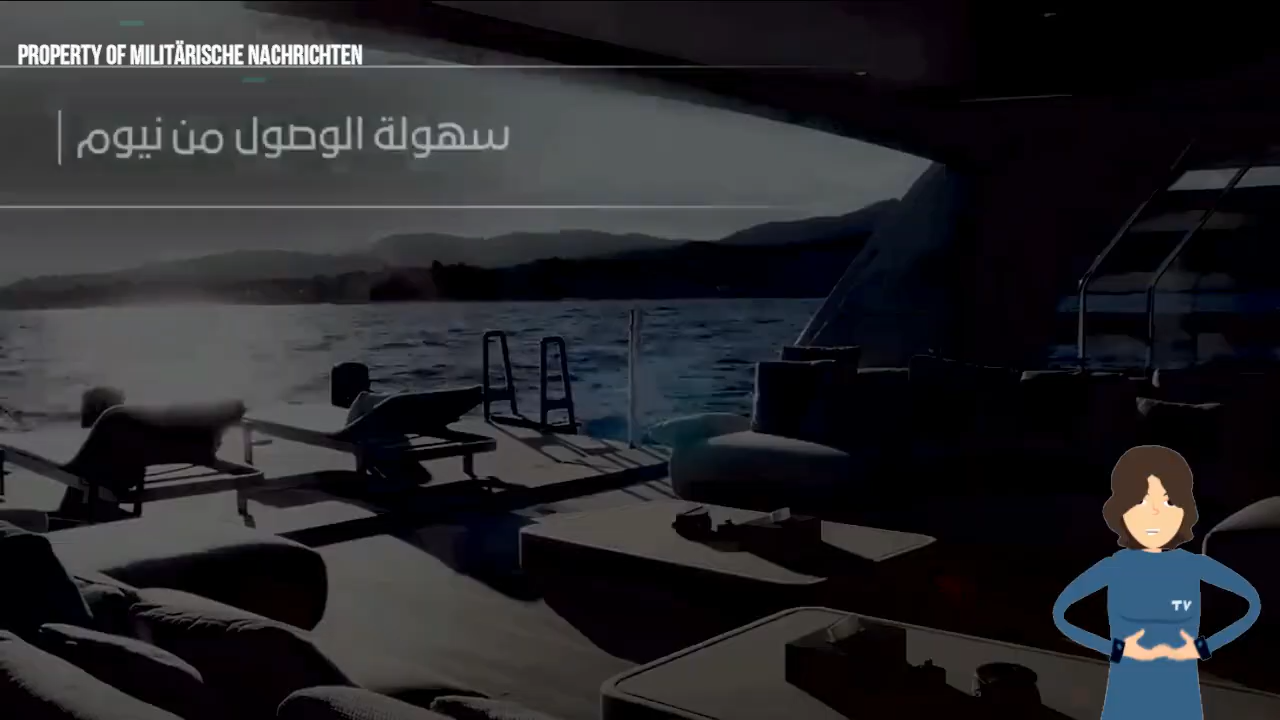 PROPERTY OF MILITÄRISCHE NACHRICHTEN
سهولة الوصول من نيوم
TV